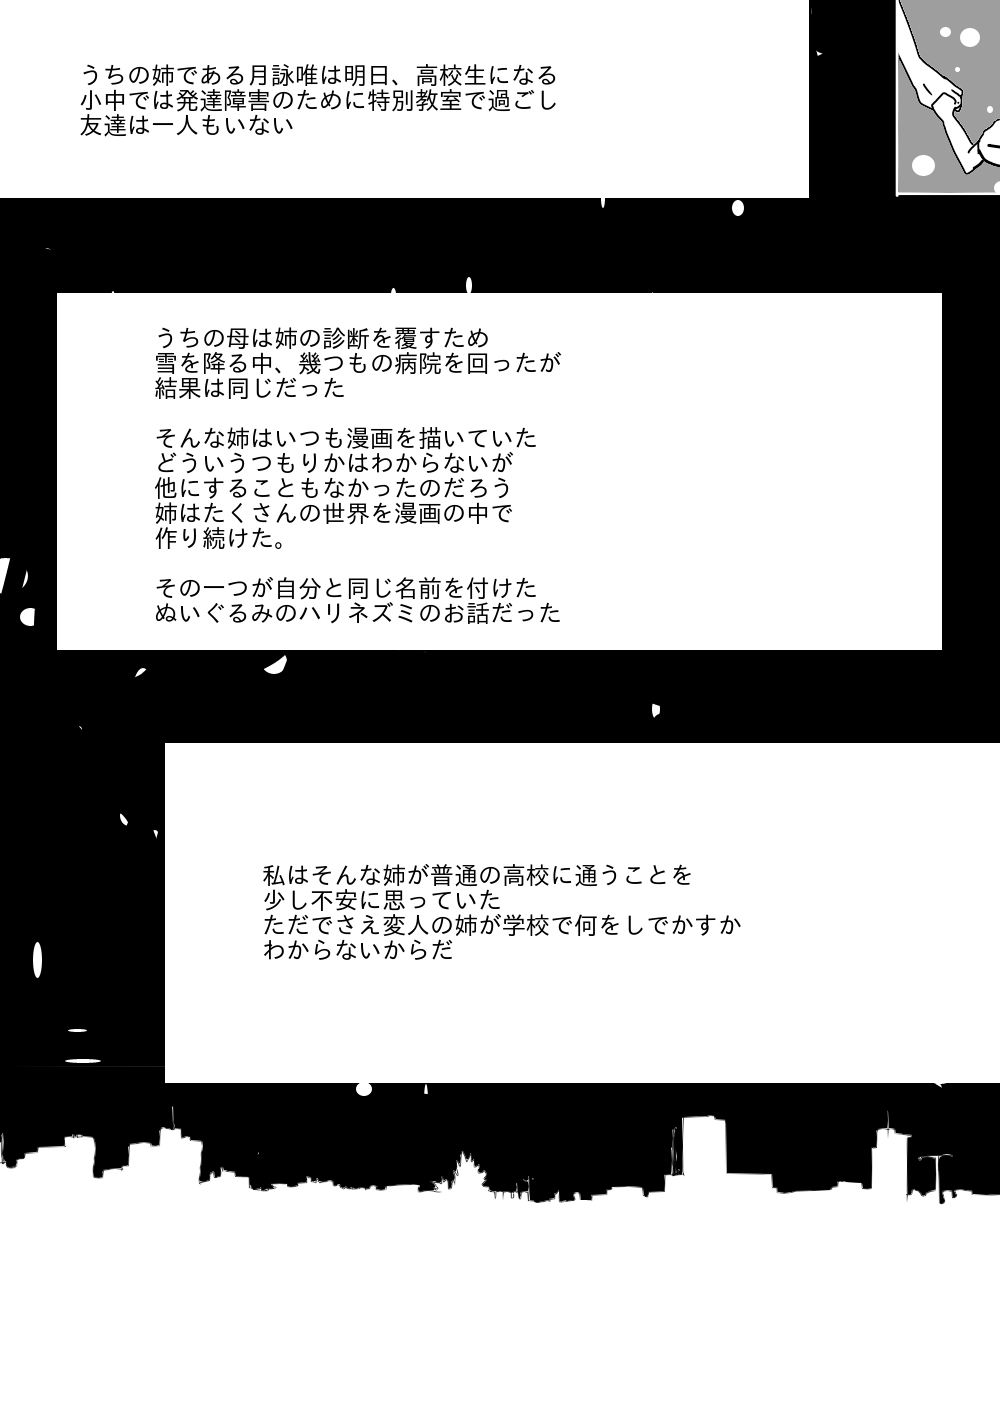 うちの姉である月詠唯は明日、高校生になる
小中では発達障害のために特別教室で過ごし
友達は一人もいない
うちの母は姉の診断を覆すため
雪を降る中、幾つもの病院を回ったが
結果は同じだった
そんな姉はいつも漫画を描いていた
どういうつもりかはわからないが
他にすることもなかったのだろう
姉はたくさんの世界を漫画の中で
作り続けた。
その一つが自分と同じ名前を付けた
ぬいぐるみのハリネズミのお話だった
私はそんな姉が普通の高校に通うことを
少し不安に思っていた
ただでさえ変人の姉が学校で何をしでかすか
わからないからだ